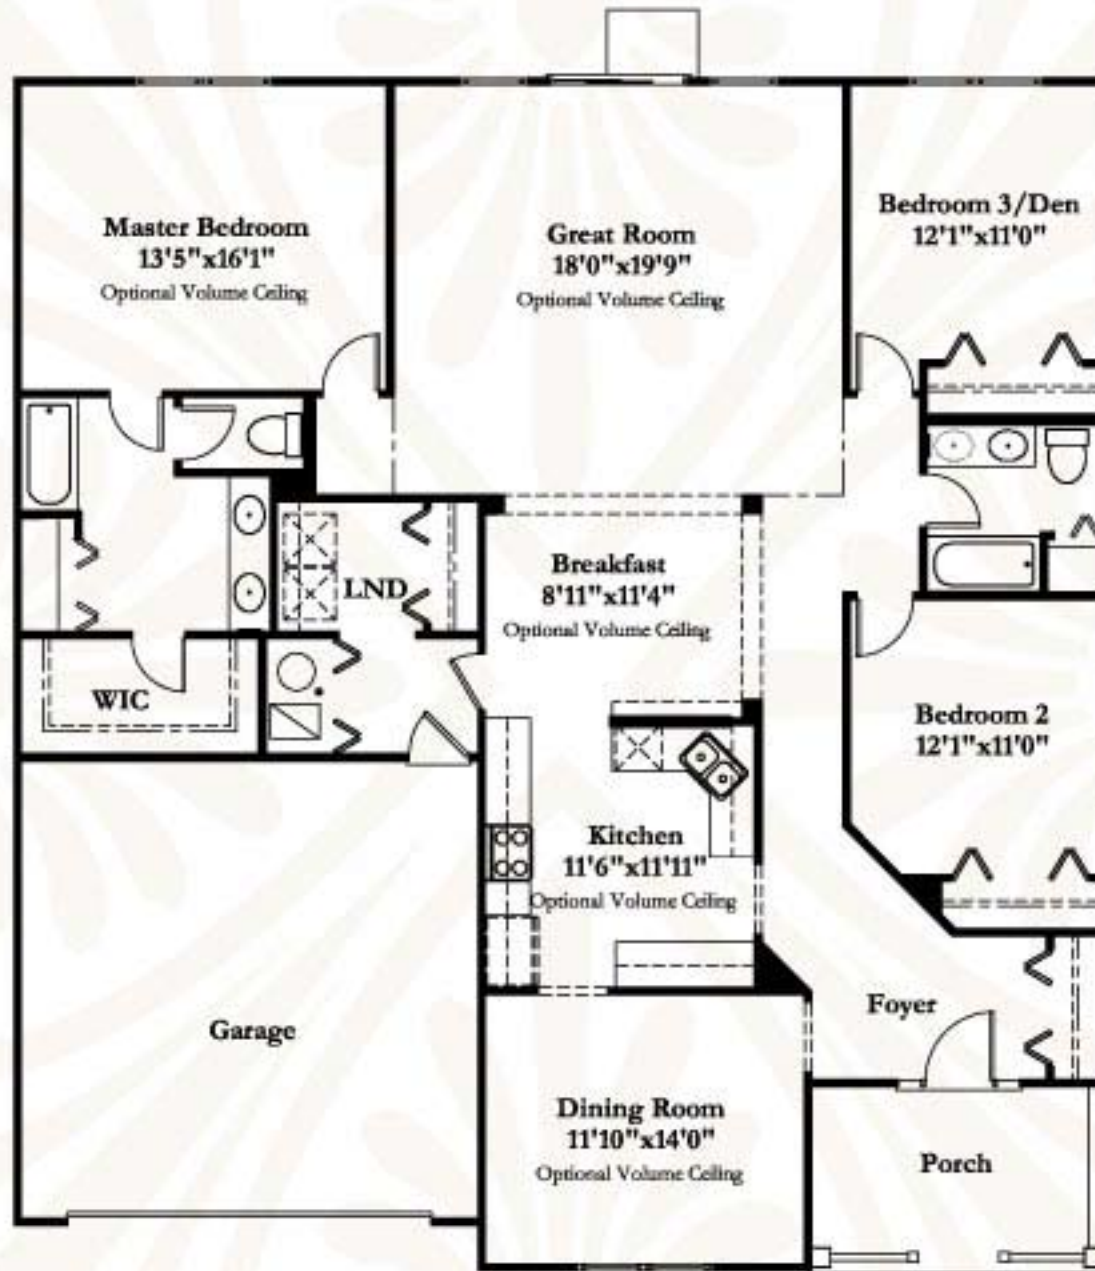 Master Bedroom
13'5"x16'1"
Optional Volume Ceiling
Great Room
18'0"x19'9"
Optional Volume Ceiling
Bedroom 3/Den
12'1"x11'0"
LND
Breakfast
8'11"x11'4"
Optional Volume Ceiling
WIC
Bedroom 2
12'1"x11'0"
Kitchen
11'6"x11'11"
Optional Volume Ceiling
Garage
Foyer
Dining Room
11'10"x14'0"
Optional Volume Ceiling
Porch